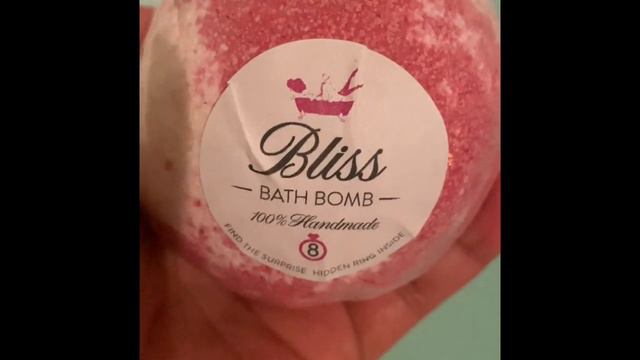 Bliss
BATH BOMB
100% Handmade
8
FIND THE SURPRISE HIDDEN RING INSIDE